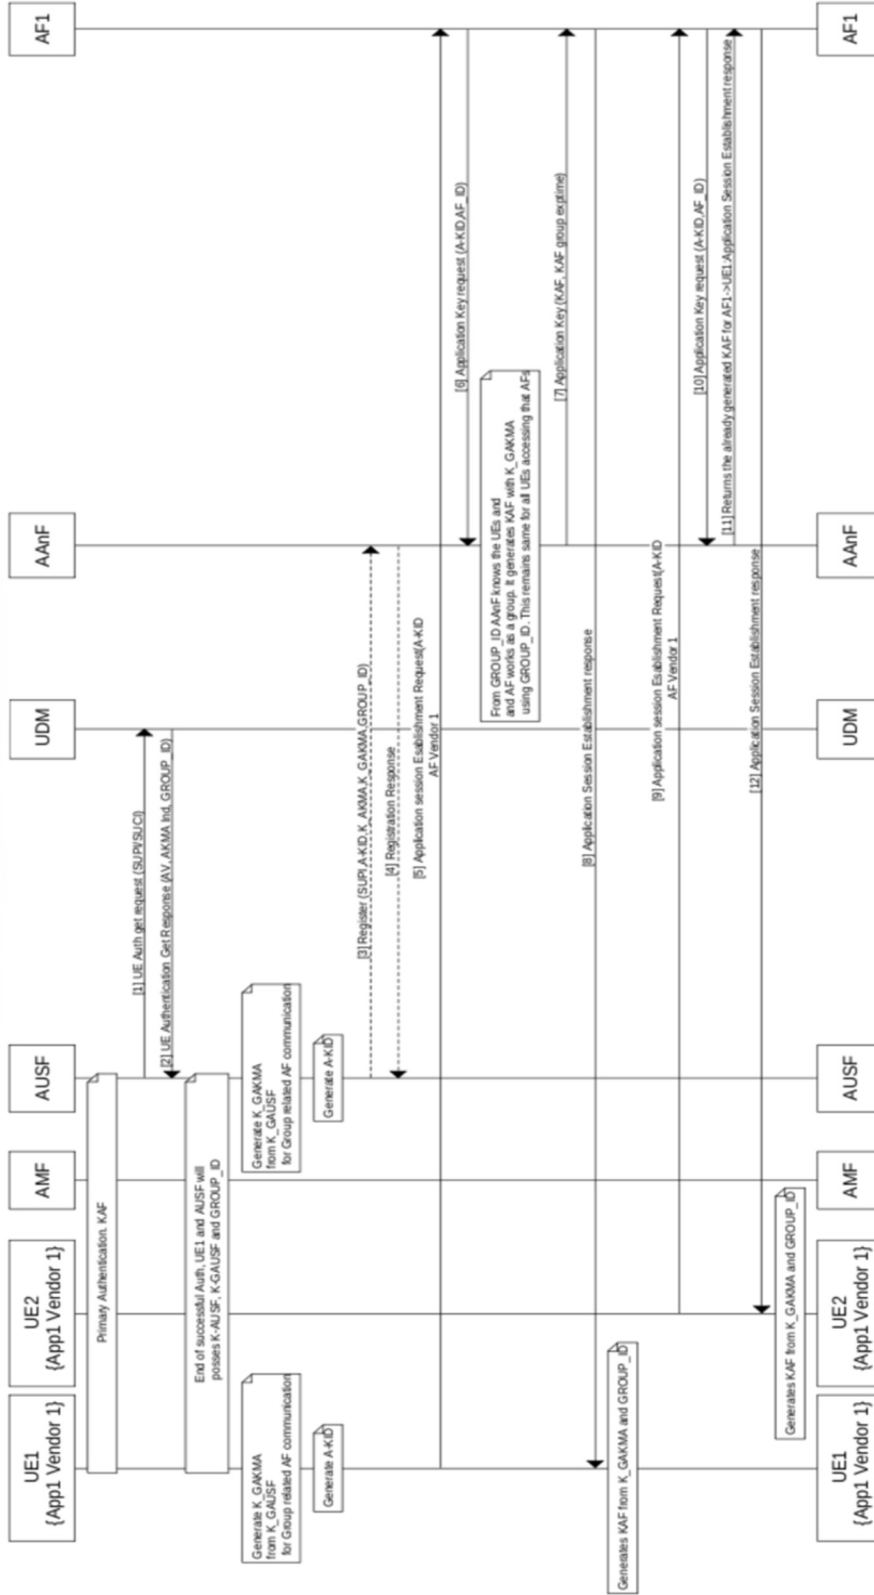 UE1
{App1 Vendor 1}
UE2
{App1 Vendor 1}
AMF
AUSF
UDM
AAnF
AF1
Primary Authentication. KAF
[1] UE Auth get request (SUPI/SUCI)
[2] UE Authentication Get Response (AV, AKMA Ind, GROUP_ID)
End of successful Auth, UE1 and AUSF will
posses K-AUSF, K-GAUSF and GROUP_ID
Generate K_GAKMA
from K_GAUSF
for Group related AF communication
Generate K_GAKMA
from K_GAUSF
for Group related AF communication
Generate A-KID
Generate A-KID
[3] Register (SUPI,A-KID,K_AKMA,K_GAKMA,GROUP_ID)
[4] Registration Response
[5] Application session Esablishment Request(A-KID
AF Vendor 1
[6] Application Key request (A-KID,AF_ID)
From GROUP_ID AAnF knows the UEs and
and AF works as a group. It generates KAF with K_GAKMA
using GROUP_ID. This remains same for all UEs accessing that AFs
[7] Application Key (KAF, KAF group exptime)
[8] Application Session Establishment response
Generates KAF from K_GAKMA and GROUP_ID
[9] Application session Esablishment Request(A-KID
AF Vendor 1
[10] Application Key request (A-KID,AF_ID)
[11] Returns the already generated KAF for AF1->UE1:Application Session Establishment response
[12] Application Session Establishment response
Generates KAF from K_GAKMA and GROUP_ID
UE1
{App1 Vendor 1}
UE2
{App1 Vendor 1}
AMF
AUSF
UDM
AAnF
AF1